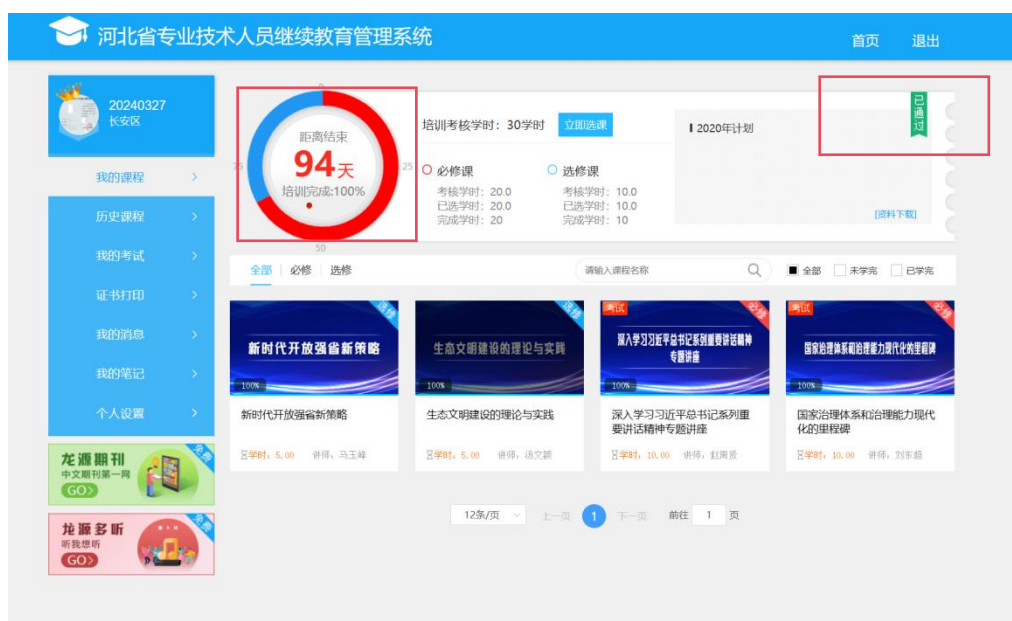 河北省专业技术人员继续教育管理系统
首页 退出
20240327
长安区
我的课程
历史课程
我的考试
证书打印
我的消息
我的笔记
个人设置
龙源期刊
中文期刊第一网
GO
免费
龙源多听
听我想听
GO
免费
0
25
50
75
距离结束
94天
培训完成:100%
培训考核学时：30学时 立即选课
必修课
考核学时：20.0
已选学时：20.0
完成学时：20
选修课
考核学时：10.0
已选学时：10.0
完成学时：10
2020年计划
已通过
[资料下载]
全部 必修 选修
请输入课程名称
全部 未学完 已学完
选修
新时代开放强省新策略
100%
新时代开放强省新策略
学时：5.00 讲师：马玉峰
选修
生态文明建设的理论与实践
100%
生态文明建设的理论与实践
学时：5.00 讲师：汤文颖
考试
必修
深入学习习近平总书记系列重要讲话精神
专题讲座
100%
深入学习习近平总书记系列重
要讲话精神专题讲座
学时：10.00 讲师：赵周贤
考试
必修
国家治理体系和治理能力现代化的里程碑
100%
国家治理体系和治理能力现代
化的里程碑
学时：10.00 讲师：刘东超
12条/页 上一页 1 下一页 前往 1 页